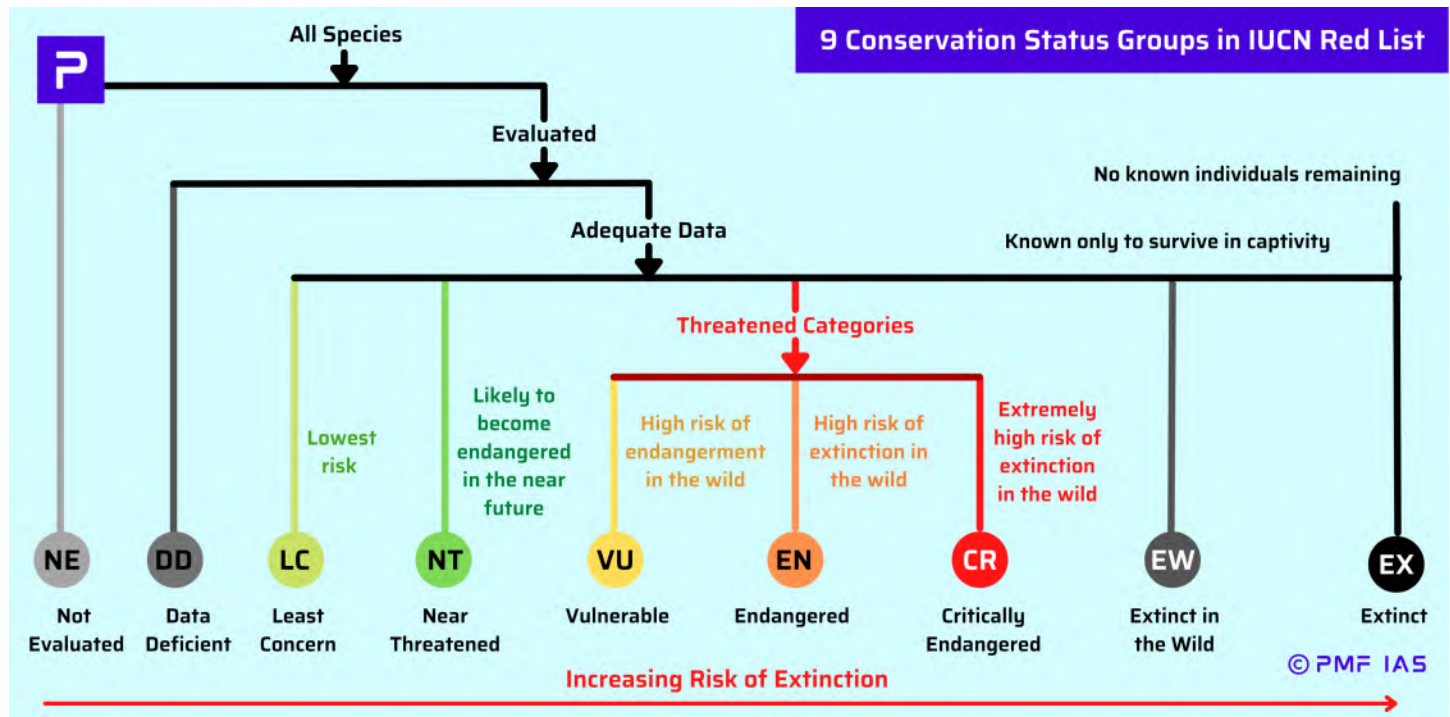 9 Conservation Status Groups in IUCN Red List
P
All Species
Evaluated
No known individuals remaining
Adequate Data
Known only to survive in captivity
Threatened Categories
Lowest
risk
Likely to
become
endangered
in the near
future
High risk of
endangerment
in the wild
High risk of
extinction in
the wild
Extremely
high risk of
extinction
in the wild
NE
Not
Evaluated
DD
Data
Deficient
LC
Least
Concern
NT
Near
Threatened
VU
Vulnerable
EN
Endangered
CR
Critically
Endangered
EW
Extinct in
the Wild
EX
Extinct
© PMF IAS
Increasing Risk of Extinction